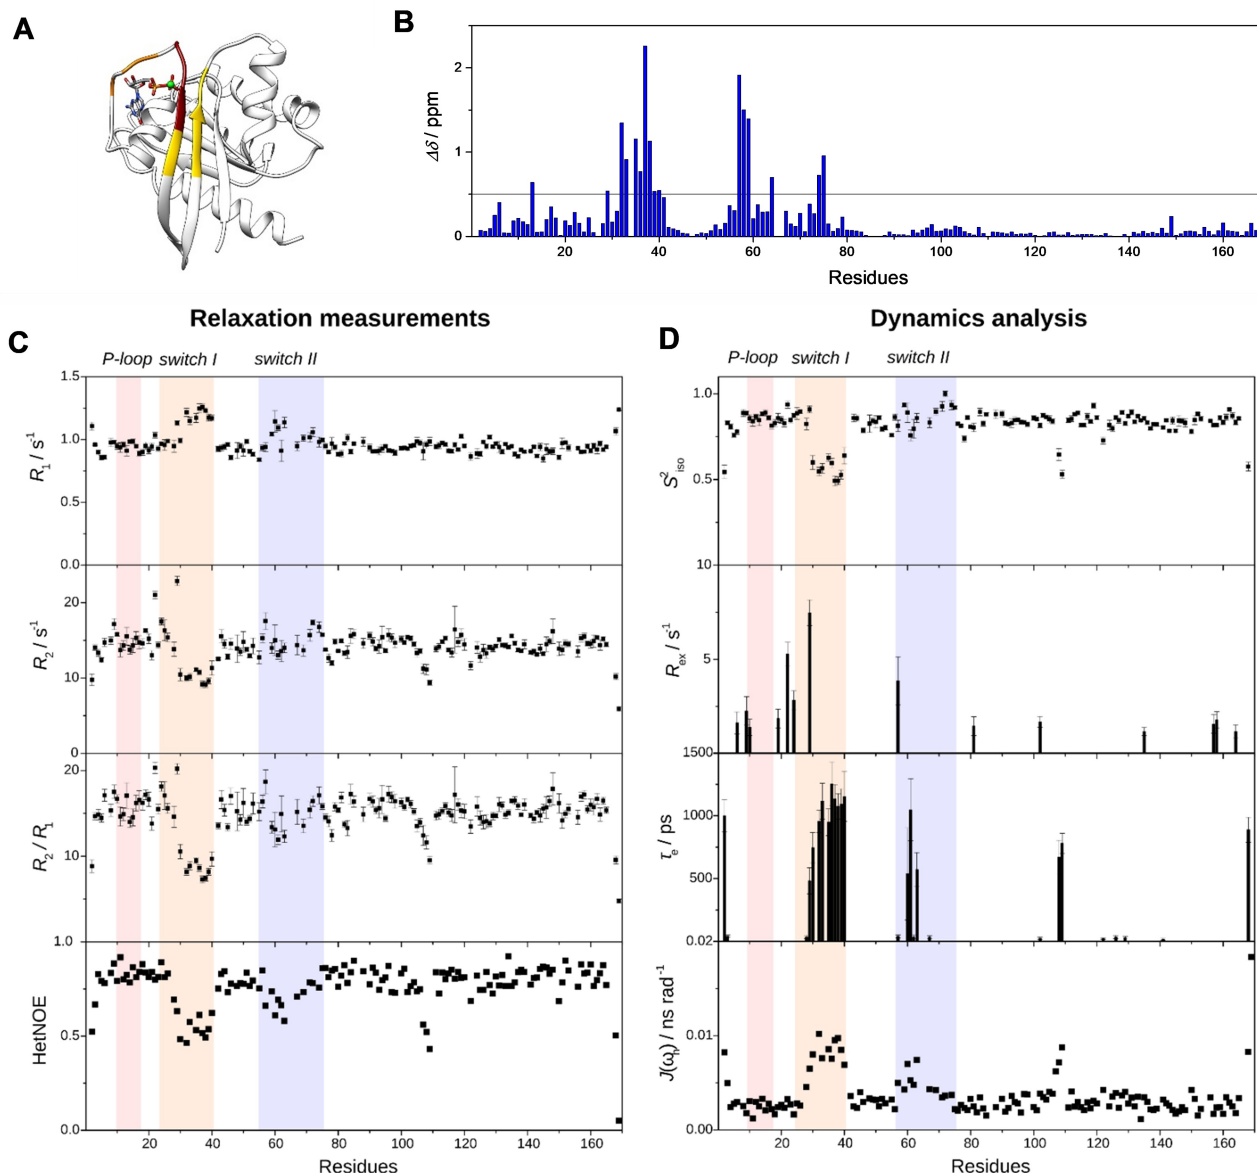 A
B
Δδ / ppm
2
1
0
20 40 60 80 100 120 140 160
Residues
Relaxation measurements
Dynamics analysis
C
P-loop switch I switch II
R1 / s-1
1.5
1.0
0.5
0.0
R2 / s-1
20
10
0
R2 / R1
20
10
1.0
HetNOE
0.5
0.0
20 40 60 80 100 120 140 160
Residues
D
P-loop switch I switch II
S2iso
1.0
0.5
10
Rex / s-1
5
1500
τe / ps
1000
500
0.02
J(ωh) / ns rad-1
0.01
0.00
20 40 60 80 100 120 140 160
Residues